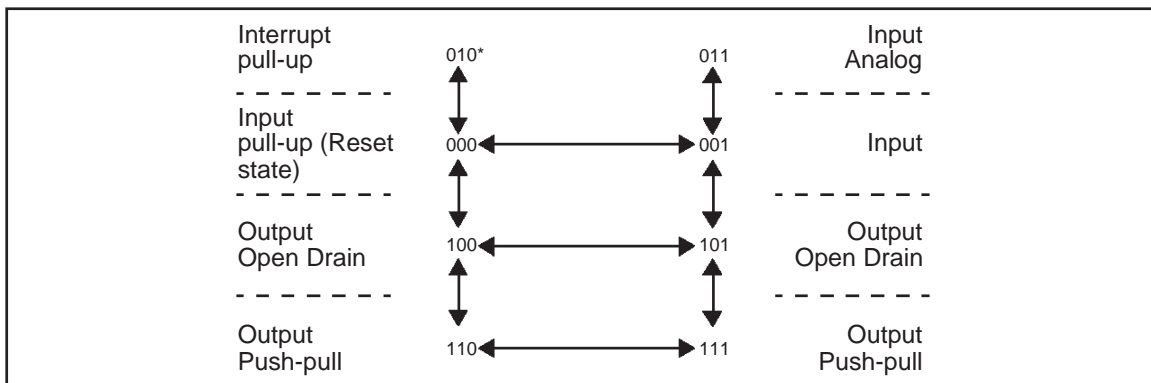 Interrupt
pull-up
010*
011
Input
Analog
Input
pull-up (Reset
state)
000
001
Input
Output
Open Drain
100
101
Output
Open Drain
Output
Push-pull
110
111
Output
Push-pull